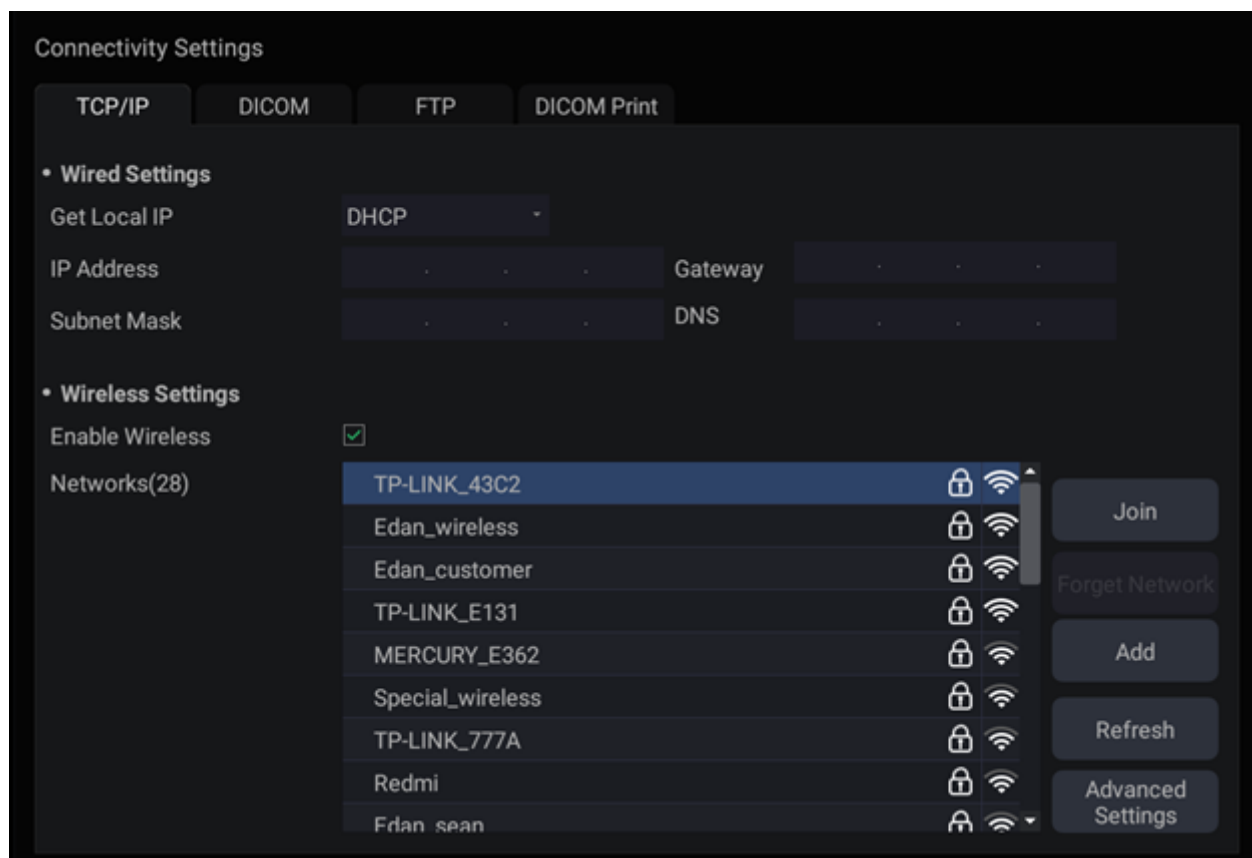 Connectivity Settings
TCP/IP DICOM FTP DICOM Print
• Wired Settings
Get Local IP DHCP
IP Address . . . Gateway . . .
Subnet Mask . . . DNS . . .
• Wireless Settings
Enable Wireless
Networks(28) TP-LINK_43C2
Join
Edan_wireless
Edan_customer
Forget Network
TP-LINK_E131
MERCURY_E362
Add
Special_wireless
TP-LINK_777A
Refresh
Redmi
Advanced
Settings
Edan_sean